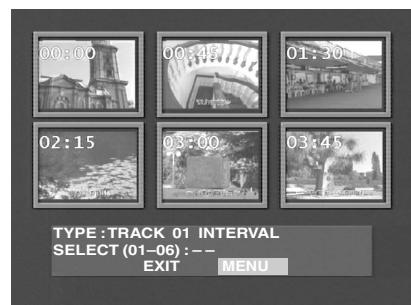 00:00 00:45 01:30
02:15 03:00 03:45
TYPE :TRACK 01 INTERVAL
SELECT (01–06) :– –
EXIT MENU